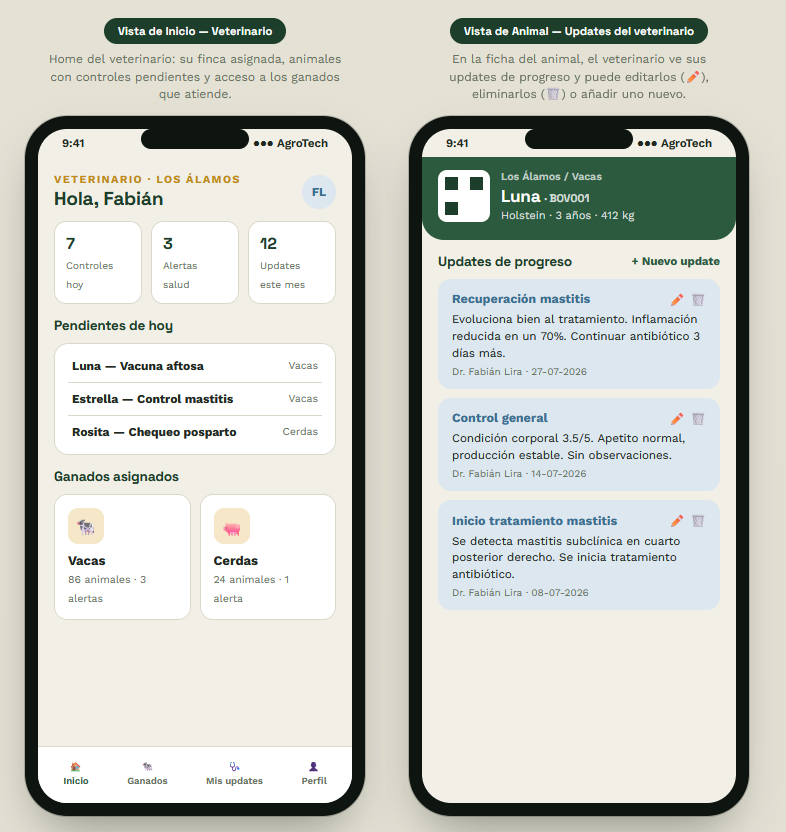 Vista de Inicio — Veterinario
Home del veterinario: su finca asignada, animales
con controles pendientes y acceso a los ganados
que atiende.
9:41
●●● AgroTech
VETERINARIO · LOS ÁLAMOS
Hola, Fabián
FL
7
Controles
hoy
3
Alertas
salud
12
Updates
este mes
Pendientes de hoy
Luna — Vacuna aftosa
Vacas
Estrella — Control mastitis
Vacas
Rosita — Chequeo posparto
Cerdas
Ganados asignados
Vacas
86 animales · 3
alertas
Cerdas
24 animales · 1
alerta
Inicio
Ganados
Mis updates
Perfil
Vista de Animal — Updates del veterinario
En la ficha del animal, el veterinario ve sus
updates de progreso y puede editarlos (✏️),
eliminarlos (🗑️) o añadir uno nuevo.
9:41
●●● AgroTech
Los Álamos / Vacas
Luna · BOV001
Holstein · 3 años · 412 kg
Updates de progreso
+ Nuevo update
Recuperación mastitis
Evoluciona bien al tratamiento. Inflamación
reducida en un 70%. Continuar antibiótico 3
días más.
Dr. Fabián Lira · 27-07-2026
Control general
Condición corporal 3.5/5. Apetito normal,
producción estable. Sin observaciones.
Dr. Fabián Lira · 14-07-2026
Inicio tratamiento mastitis
Se detecta mastitis subclínica en cuarto
posterior derecho. Se inicia tratamiento
antibiótico.
Dr. Fabián Lira · 08-07-2026